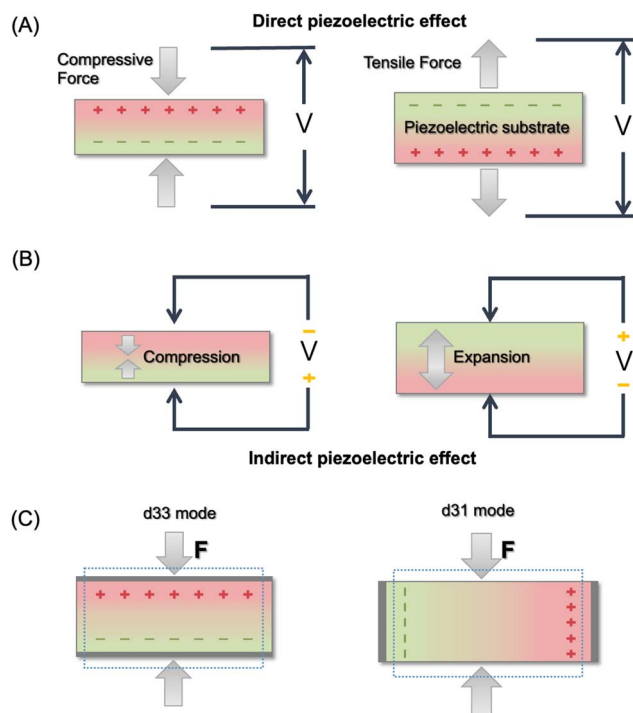 (A)
Direct piezoelectric effect
Compressive
Force
+ + + + + + +
− − − − − − −
V
Tensile Force
− − − − − − −
Piezoelectric substrate
+ + + + + + +
V
(B)
Compression
−
V
+
Expansion
+
V
−
Indirect piezoelectric effect
(C)
d33 mode
F
+ + + + + + +
− − − − − − −
d31 mode
F
− − − − −
+ + + + +